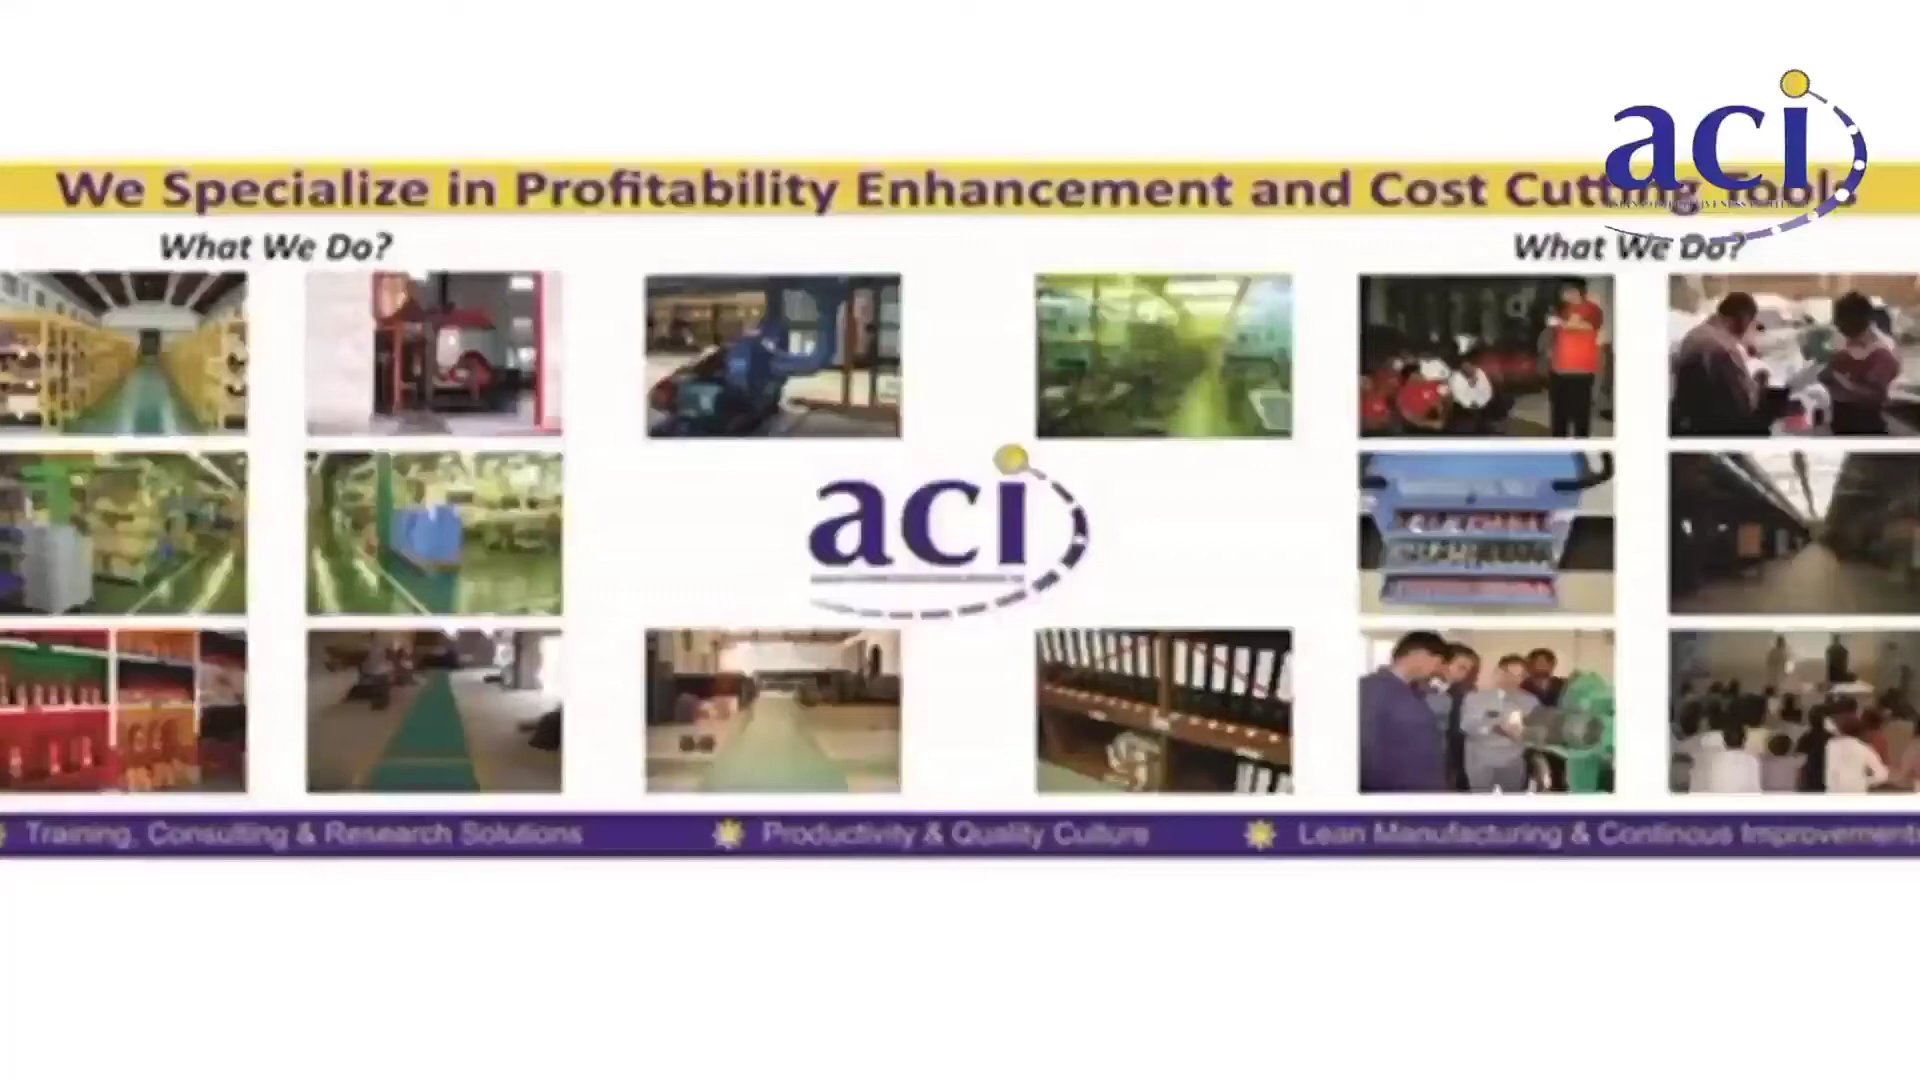 aci
We Specialize in Profitability Enhancement and Cost Cutting Tools
What We Do?
What We Do?
aci
Training, Consulting & Research Solutions
Productivity & Quality Culture
Lean Manufacturing & Continous Improvements